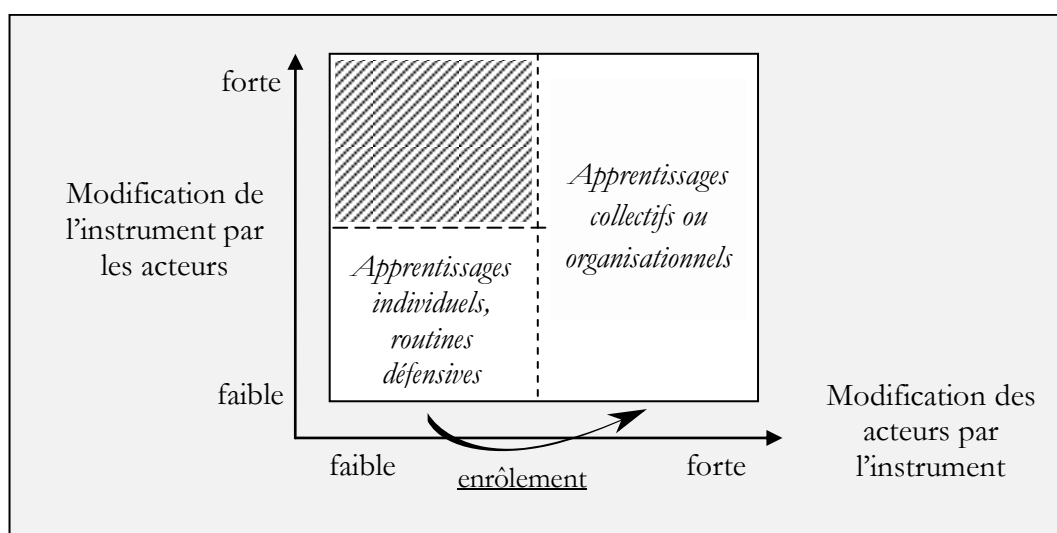 forte
Modification de
l’instrument par
les acteurs
faible
Apprentissages
collectifs ou
organisationnels
Apprentissages
individuels,
routines
défensives
faible
enrôlement
forte
Modification des
acteurs par
l’instrument